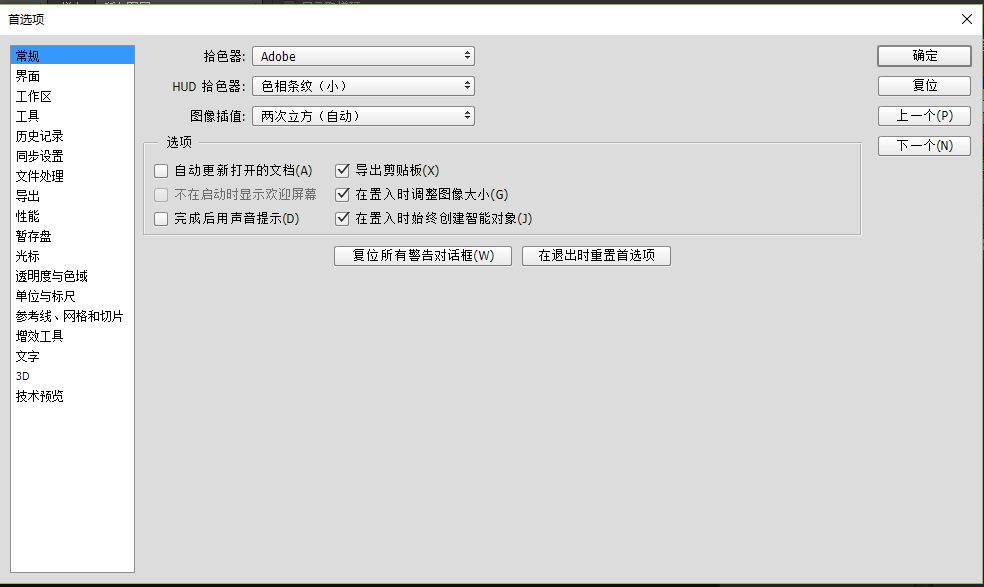 首选项
常规
界面
工作区
工具
历史记录
同步设置
文件处理
导出
性能
暂存盘
光标
透明度与色域
单位与标尺
参考线、网格和切片
增效工具
文字
3D
技术预览
拾色器: Adobe
HUD 拾色器: 色相条纹（小）
图像插值: 两次立方（自动）
选项
自动更新打开的文档(A) 导出剪贴板(X)
不在启动时显示欢迎屏幕 在置入时调整图像大小(G)
完成后用声音提示(D) 在置入时始终创建智能对象(J)
复位所有警告对话框(W) 在退出时重置首选项
确定
复位
上一个(P)
下一个(N)